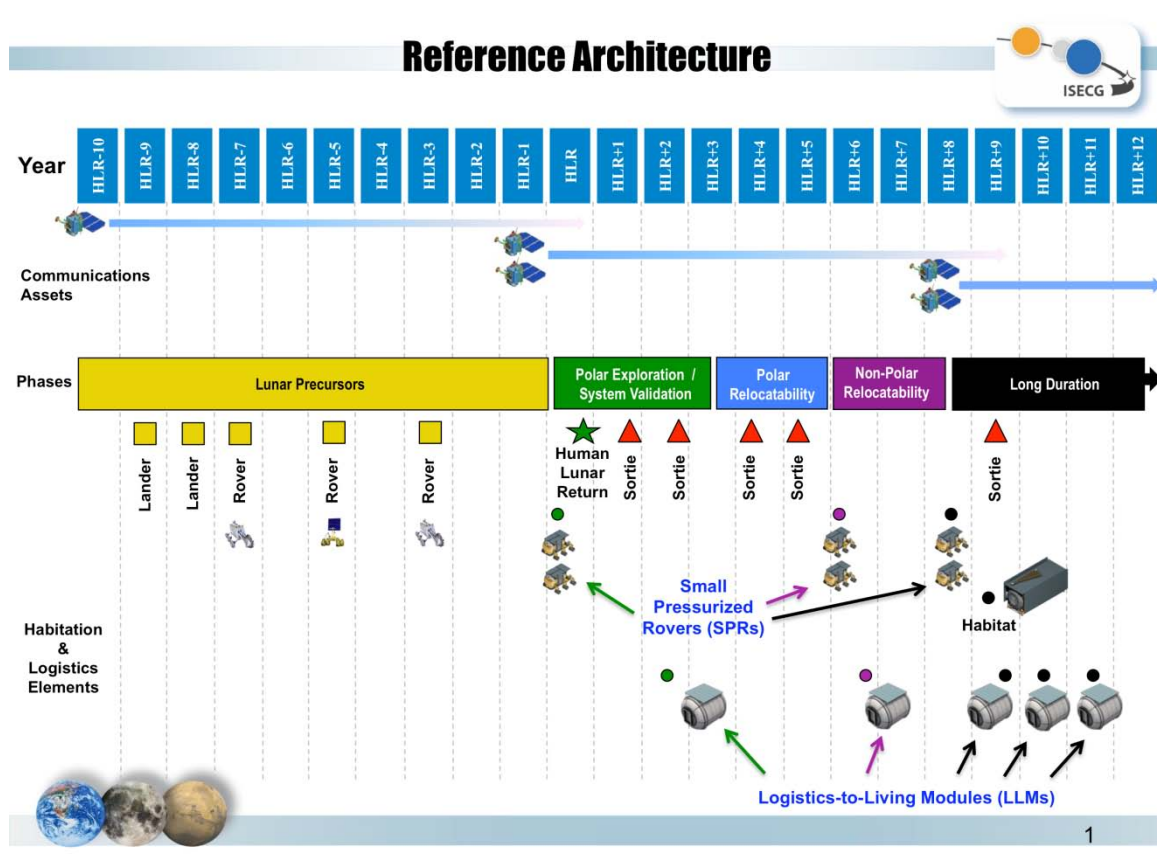 Reference Architecture
ISECG
Year
HLR-10
HLR-9
HLR-8
HLR-7
HLR-6
HLR-5
HLR-4
HLR-3
HLR-2
HLR-1
HLR
HLR+1
HLR+2
HLR+3
HLR+4
HLR+5
HLR+6
HLR+7
HLR+8
HLR+9
HLR+10
HLR+11
HLR+12
Communications
Assets
Phases
Lunar Precursors
Polar Exploration /
System Validation
Polar
Relocatability
Non-Polar
Relocatability
Long Duration
Lander
Lander
Rover
Rover
Rover
Human
Lunar
Return
Sortie
Sortie
Sortie
Sortie
Sortie
Small
Pressurized
Rovers (SPRs)
Habitat
Habitation
&
Logistics
Elements
Logistics-to-Living Modules (LLMs)
1